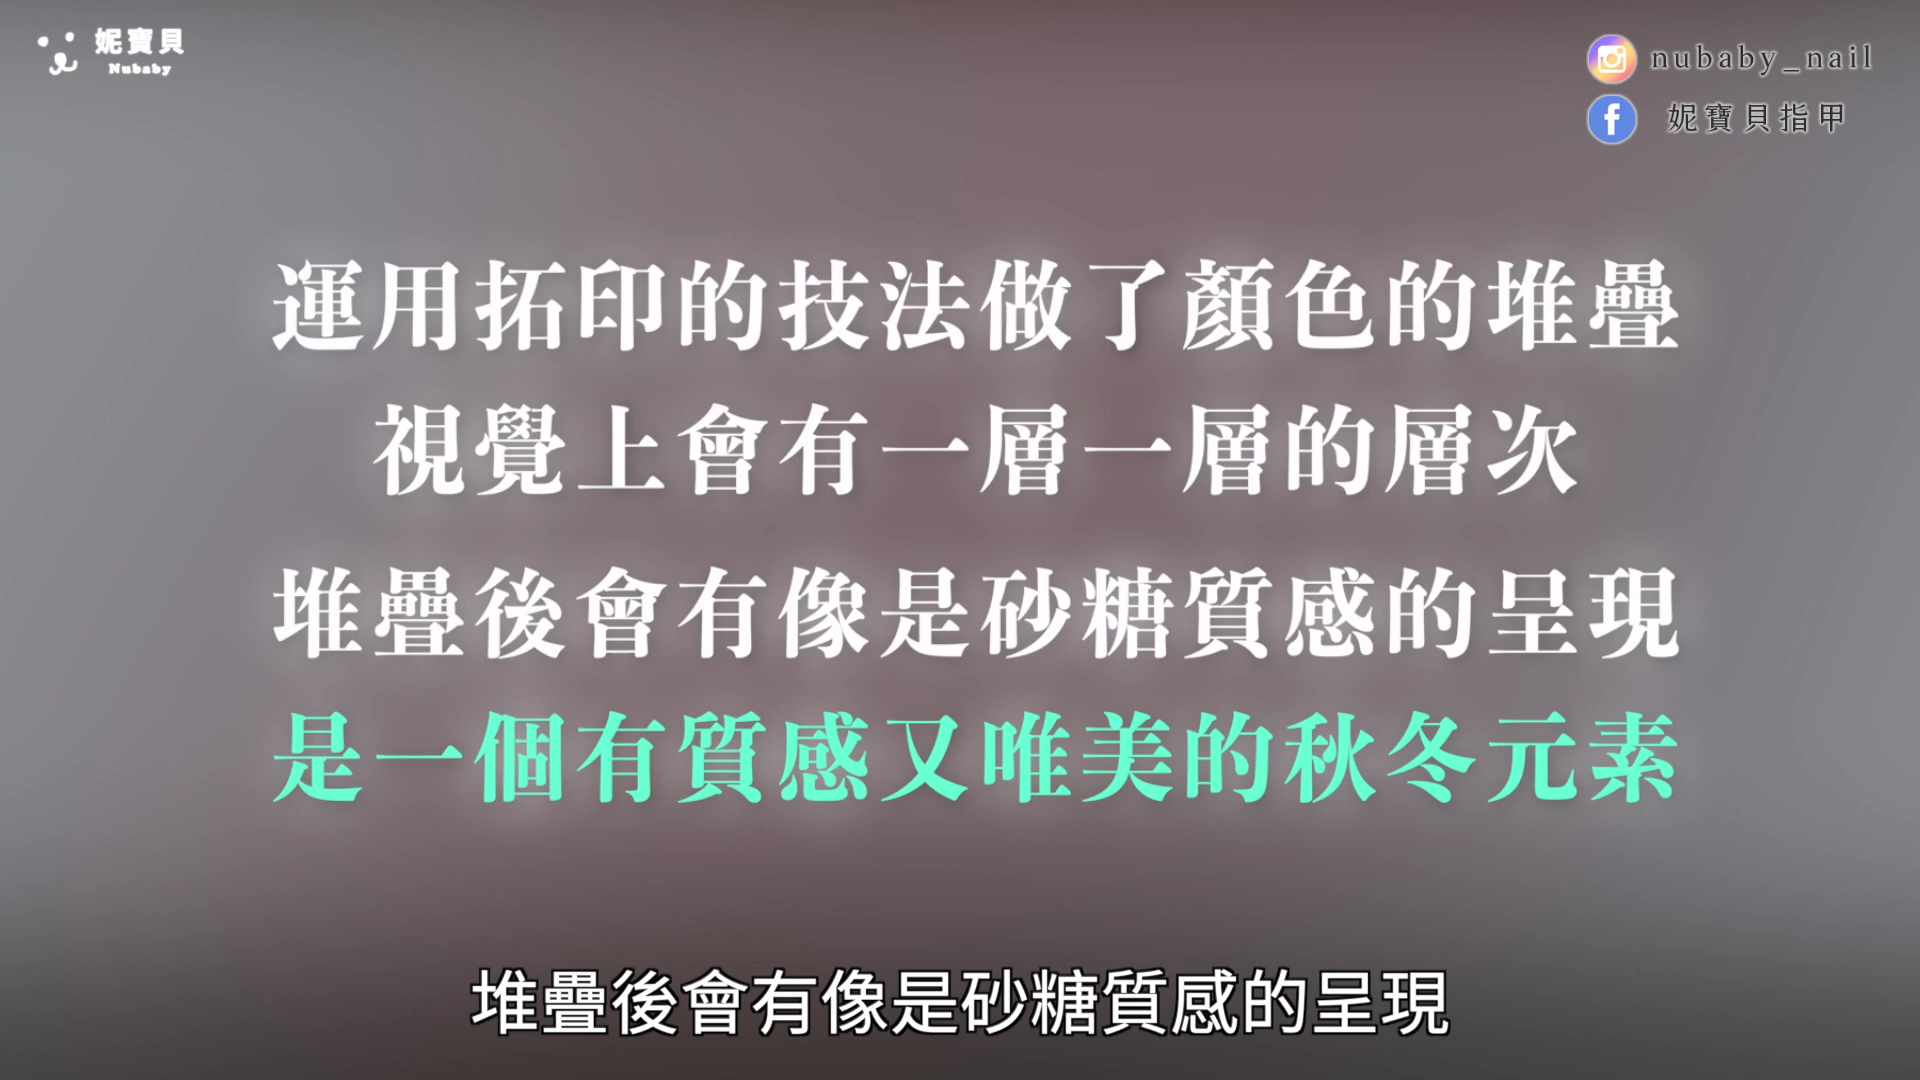 妮寶貝
Nubaby
nubaby_nail
妮寶貝指甲
運用拓印的技法做了顏色的堆疊
視覺上會有一層一層的層次
堆疊後會有像是砂糖質感的呈現
是一個有質感又唯美的秋冬元素
堆疊後會有像是砂糖質感的呈現